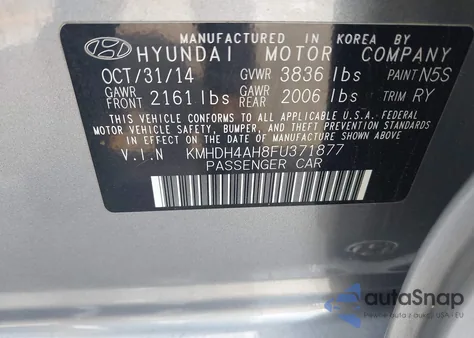 MANUFACTURED IN KOREA BY
HYUNDAI MOTOR COMPANY
OCT/31/14 GVWR 3836 lbs PAINT N5S
GAWR FRONT 2161 lbs GAWR REAR 2006 lbs TRIM RY
THIS VEHICLE CONFORMS TO ALL APPLICABLE U.S.A. FEDERAL
MOTOR VEHICLE SAFETY, BUMPER, AND THEFT PREVENTION STANDARDS
IN EFFECT ON THE DATE OF MANUFACTURE SHOWN ABOVE.
V.I.N KMHDH4AH8FU371877
PASSENGER CAR
autaSnap